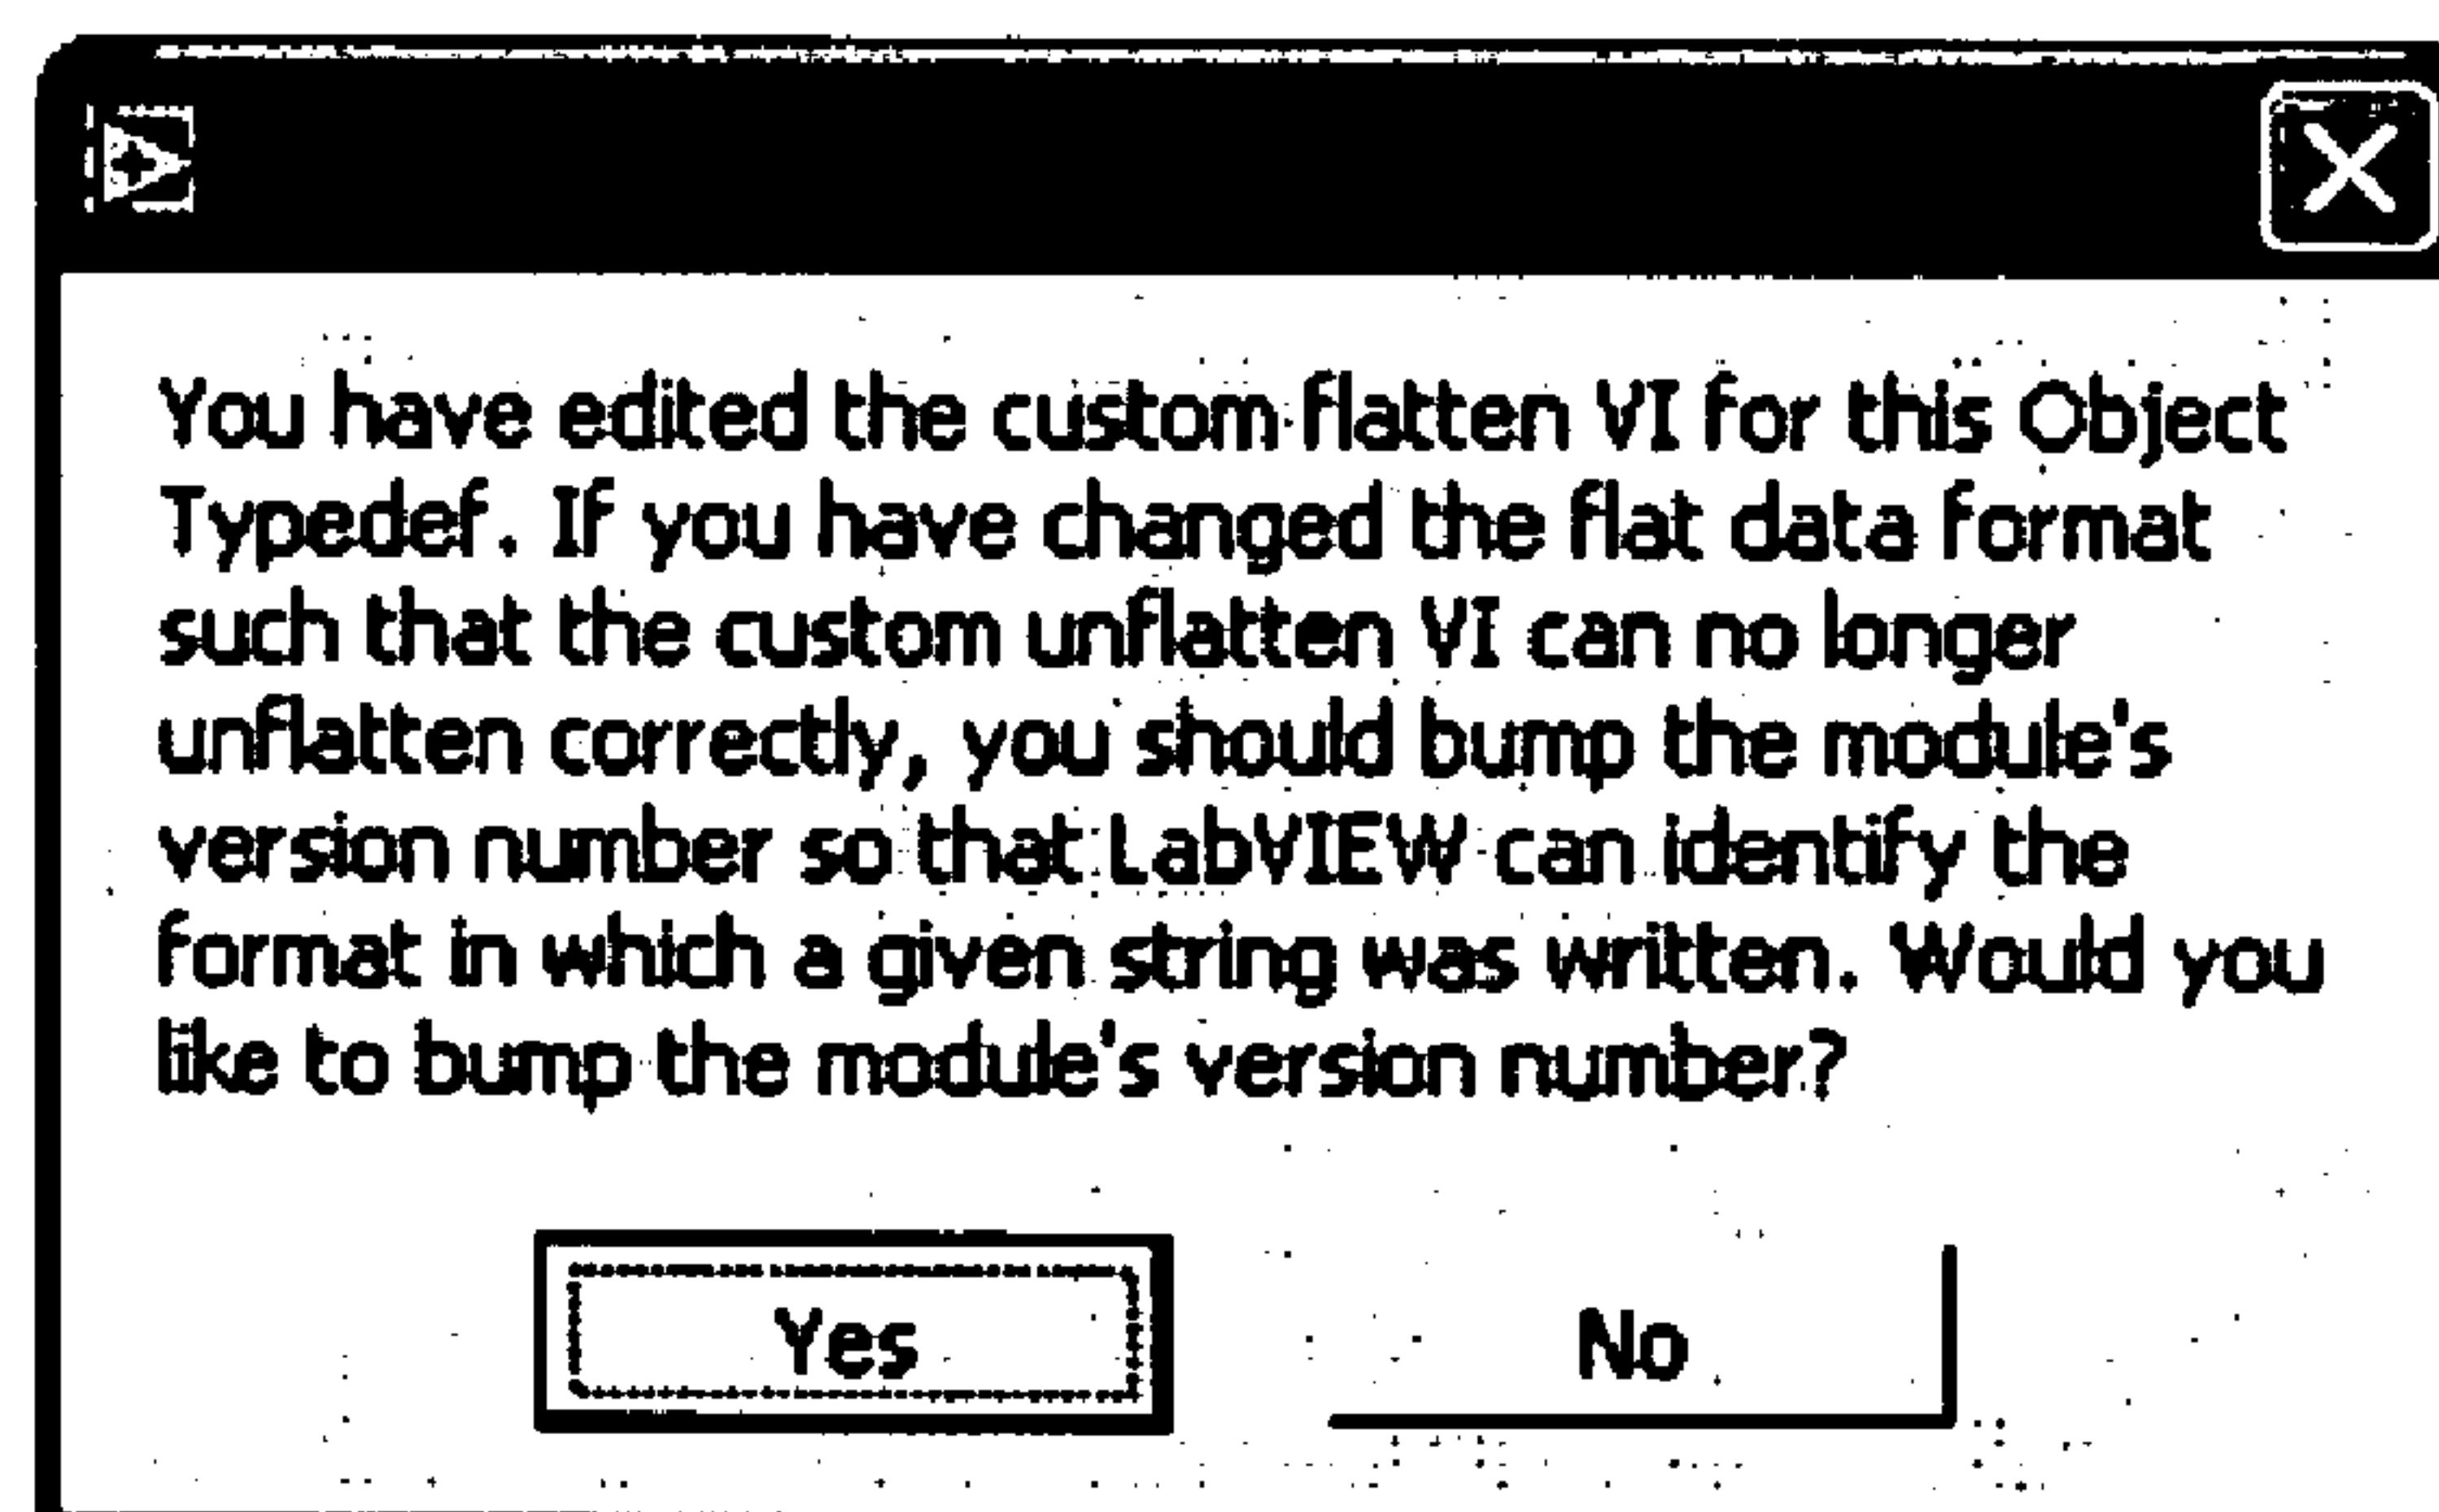 You have edited the custom flatten VI for this Object
Typedef.  If you have changed the flat data format
such that the custom unflatten VI can no longer
unflatten correctly, you should bump the module's
version number so that LabVIEW can identify the
format in which a given string was written.  Would you
like to bump the module's version number?
Yes No